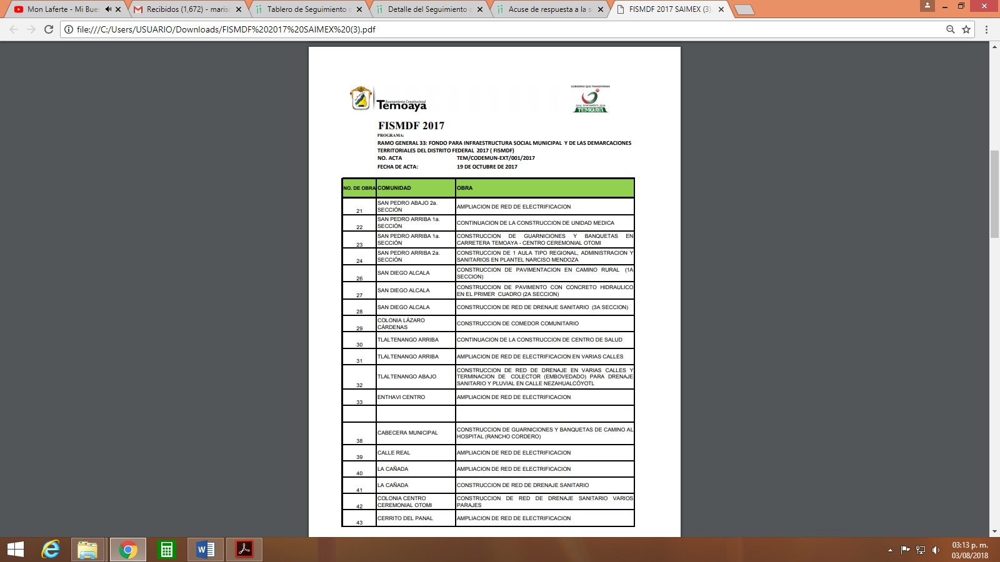 Mon Laferte - Mi Buer
Recibidos (1,672) - maris
Tablero de Seguimiento
Detalle del Seguimiento
Acuse de respuesta a la s
FISMDF 2017 SAIMEX (3)
file:///C:/Users/USUARIO/Downloads/FISMDF%202017%20SAIMEX%20(3).pdf
Ayuntamiento Constitucional
Temoaya
GOBIERNO QUE TRANSFORMA
TEMOAYA
FISMDF 2017
PROGRAMA:
RAMO GENERAL 33: FONDO PARA INFRAESTRUCTURA SOCIAL MUNICIPAL Y DE LAS DEMARCACIONES
TERRITORIALES DEL DISTRITO FEDERAL 2017 ( FISMDF)
NO. ACTA TEM/CODEMUN-EXT/001/2017
FECHA DE ACTA: 19 DE OCTUBRE DE 2017
NO. DE OBRA COMUNIDAD OBRA
21 SAN PEDRO ABAJO 2a. SECCIÓN AMPLIACION DE RED DE ELECTRIFICACION
22 SAN PEDRO ARRIBA 1a. SECCIÓN CONTINUACION DE LA CONSTRUCCION DE UNIDAD MEDICA
23 SAN PEDRO ARRIBA 1a. SECCIÓN CONSTRUCCION DE GUARNICIONES Y BANQUETAS EN CARRETERA TEMOAYA - CENTRO CEREMONIAL OTOMI
24 SAN PEDRO ARRIBA 2a. SECCIÓN CONSTRUCCION DE 1 AULA TIPO REGIONAL, ADMINISTRACION Y SANITARIOS EN PLANTEL NARCISO MENDOZA
26 SAN DIEGO ALCALA CONSTRUCCION DE PAVIMENTACION EN CAMINO RURAL (1A SECCION)
27 SAN DIEGO ALCALA CONSTRUCCION DE PAVIMENTO CON CONCRETO HIDRAULICO EN EL PRIMER CUADRO (2A SECCION)
28 SAN DIEGO ALCALA CONSTRUCCION DE RED DE DRENAJE SANITARIO (3A SECCION)
29 COLONIA LÁZARO CÁRDENAS CONSTRUCCION DE COMEDOR COMUNITARIO
30 TLALTENANGO ARRIBA CONTINUACION DE LA CONSTRUCCION DE CENTRO DE SALUD
31 TLALTENANGO ARRIBA AMPLIACION DE RED DE ELECTRIFICACION EN VARIAS CALLES
32 TLALTENANGO ABAJO CONSTRUCCION DE RED DE DRENAJE EN VARIAS CALLES Y TERMINACION DE COLECTOR (EMBOVEDADO) PARA DRENAJE SANITARIO Y PLUVIAL EN CALLE NEZAHUALCÓYOTL
33 ENTHAVI CENTRO AMPLIACION DE RED DE ELECTRIFICACION
38 CABECERA MUNICIPAL CONSTRUCCION DE GUARNICIONES Y BANQUETAS DE CAMINO AL HOSPITAL (RANCHO CORDERO)
39 CALLE REAL AMPLIACION DE RED DE ELECTRIFICACION
40 LA CAÑADA AMPLIACION DE RED DE ELECTRIFICACION
41 LA CAÑADA CONSTRUCCION DE RED DE DRENAJE SANITARIO
42 COLONIA CENTRO CEREMONIAL OTOMI CONSTRUCCION DE RED DE DRENAJE SANITARIO VARIOS PARAJES
43 CERRITO DEL PANAL AMPLIACION DE RED DE ELECTRIFICACION
03:13 p. m.
03/08/2018